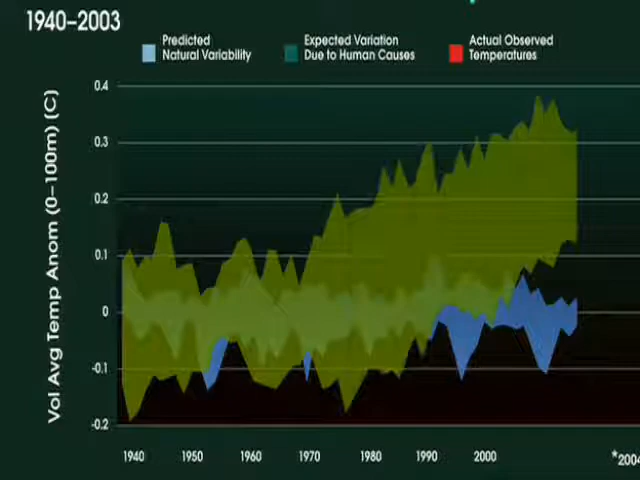 1940–2003
Predicted
Natural Variability
Expected Variation
Due to Human Causes
Actual Observed
Temperatures
Vol Avg Temp Anom (0–100m) (C)
0.4
0.3
0.2
0.1
0
-0.1
-0.2
1940
1950
1960
1970
1980
1990
2000
*2004